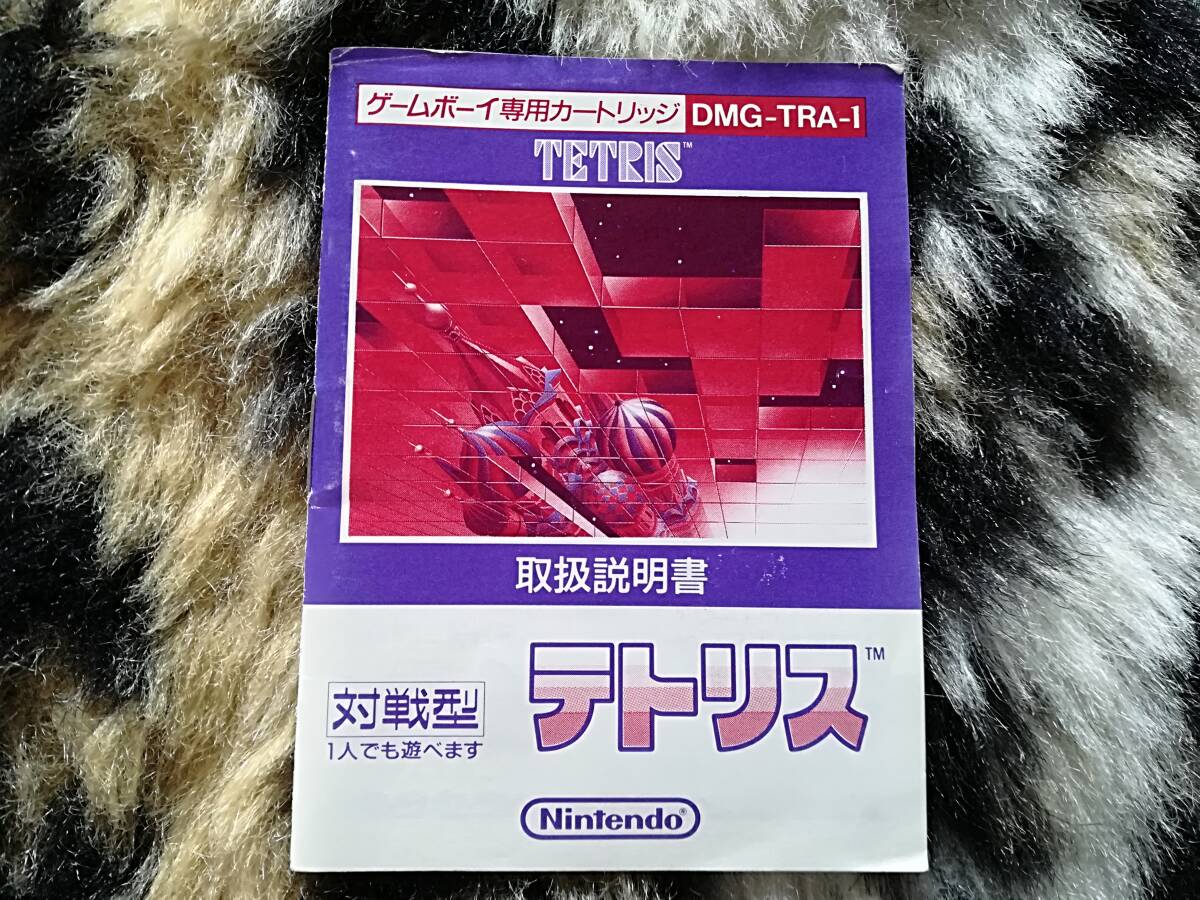 ゲームボーイ専用カートリッジ DMG-TRA-1
TETRIS™
取扱説明書
対戦型
1人でも遊べます
テトリス™
Nintendo®